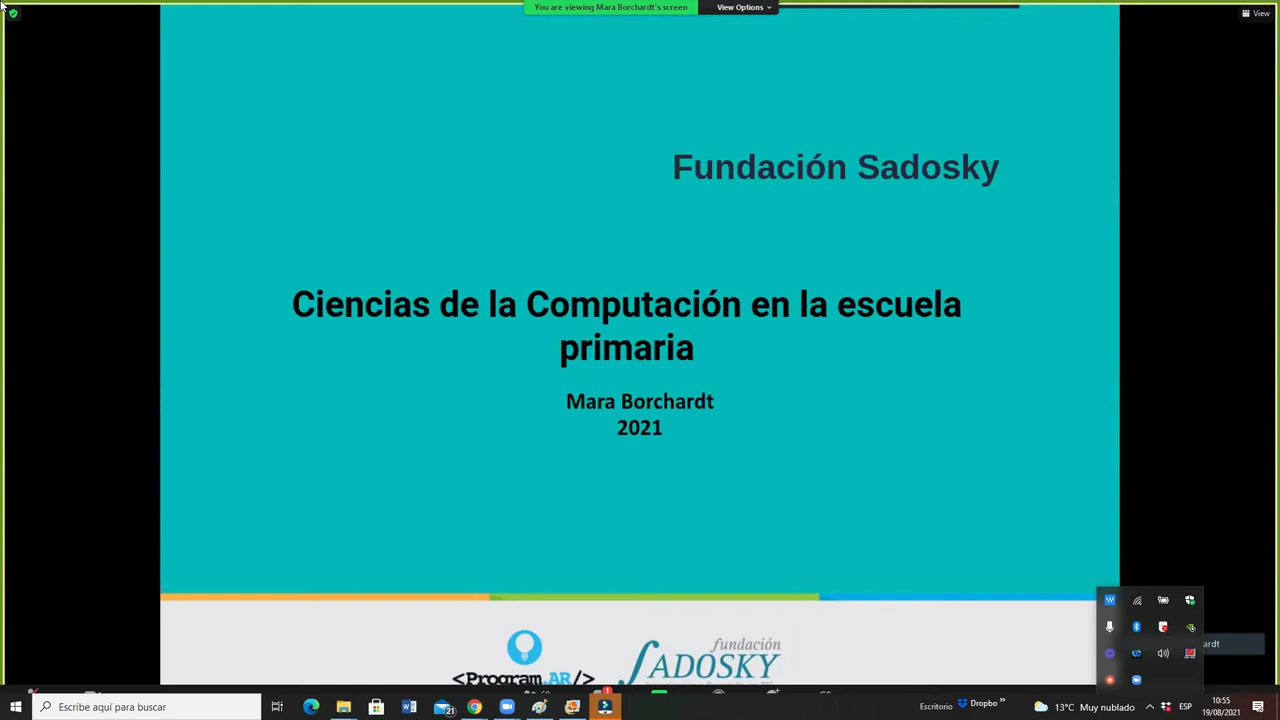 You are viewing Mara Borchardt's screen
View Options
View
Fundación Sadosky
Ciencias de la Computación en la escuela
primaria
Mara Borchardt
2021
fundación
SADOSKY
<Program.AR/>
Escribe aquí para buscar
21
1
Escritorio
Dropbo
»
13°C Muy nublado
ESP
10:55
19/08/2021